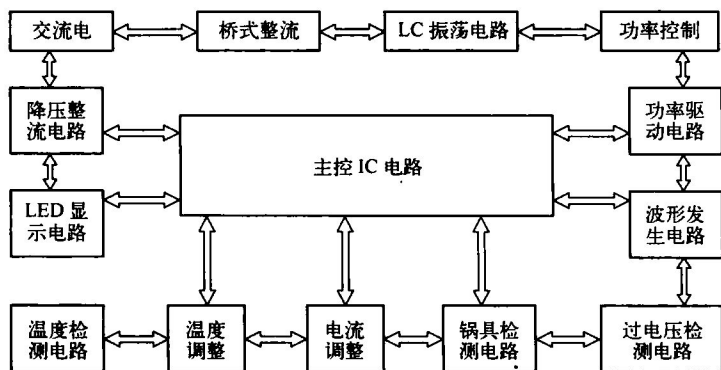 交流电
桥式整流
LC 振荡电路
功率控制
降压整
流电路
功率驱
动电路
主控 IC 电路
LED 显
示电路
波形发
生电路
温度检
测电路
温度
调整
电流
调整
锅具检
测电路
过电压检
测电路